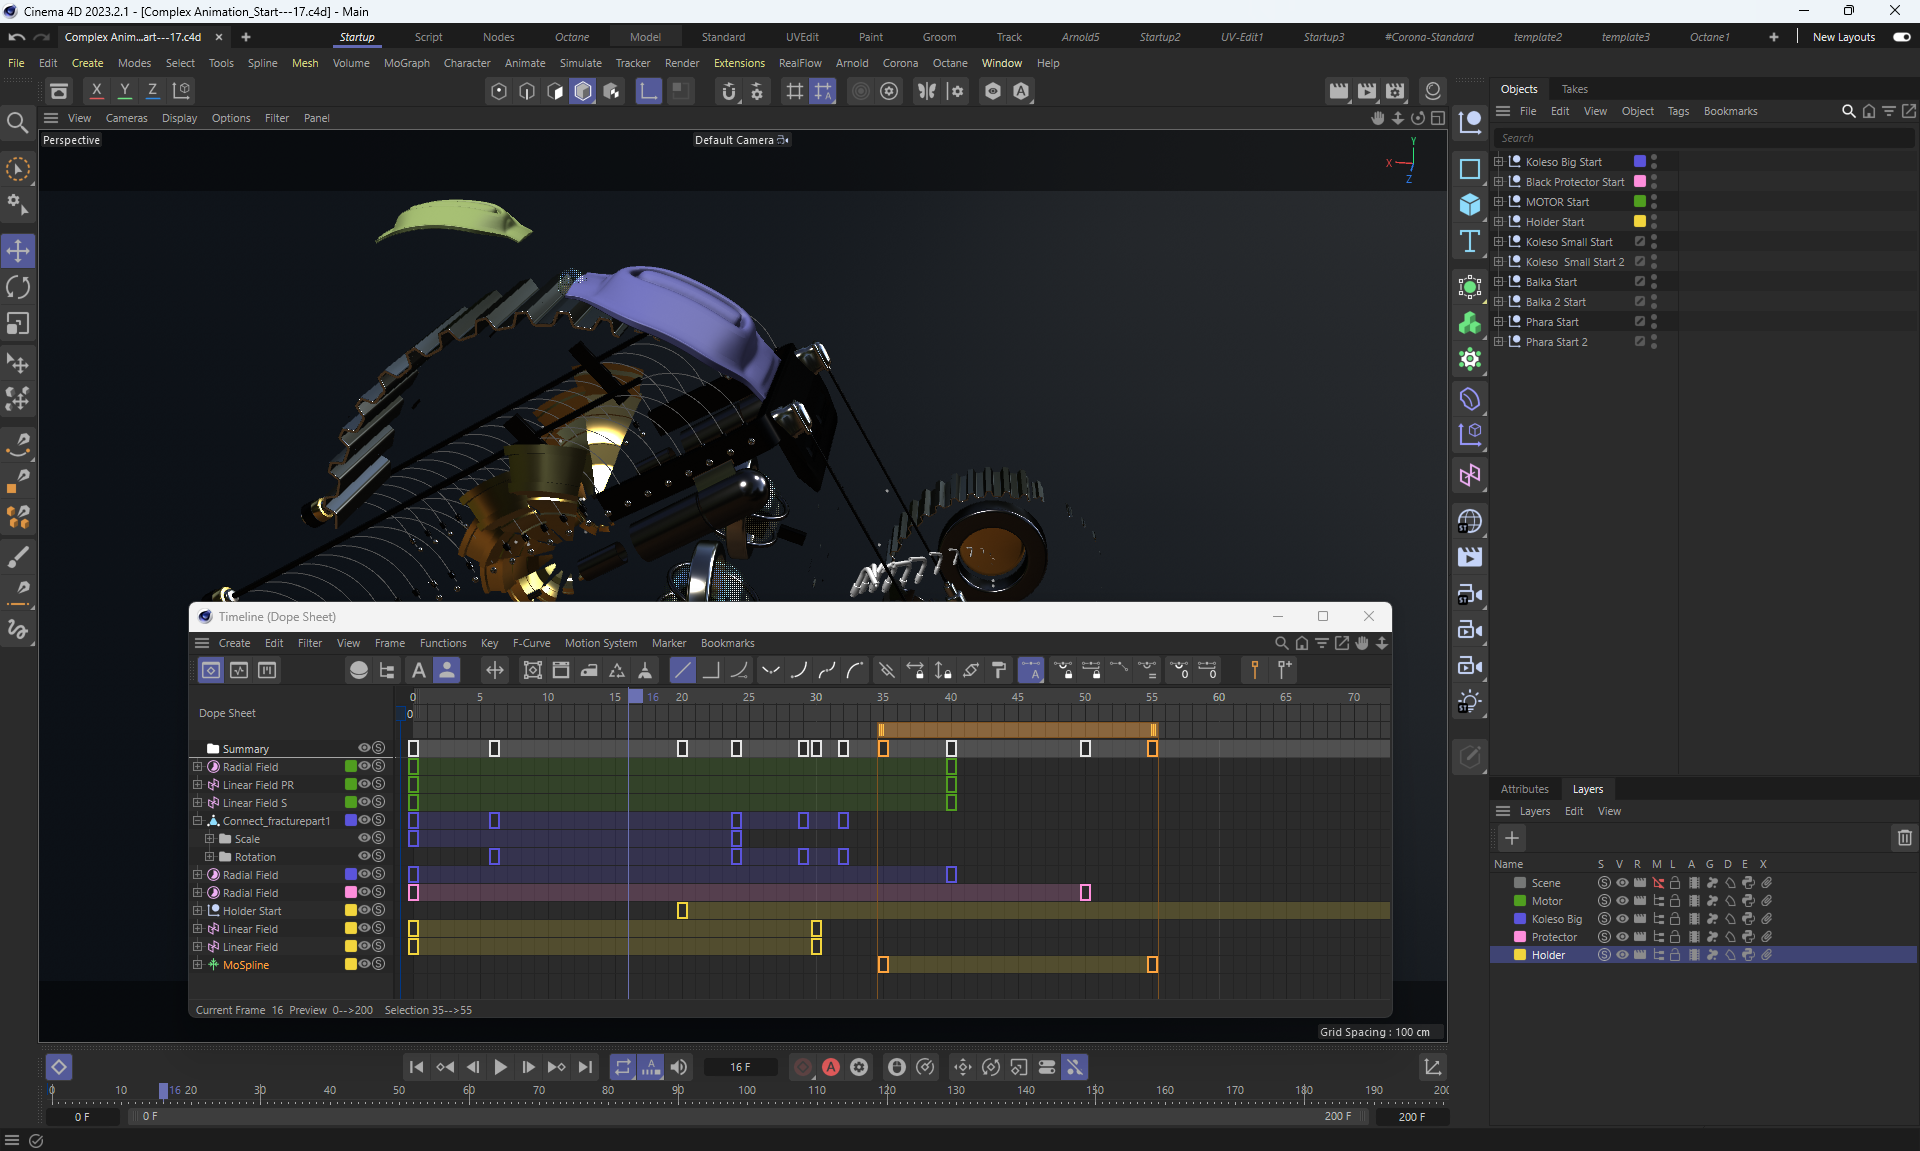 Cinema 4D 2023.2.1 - [Complex Animation_Start---17.c4d] - Main
Complex Anim...art---17.c4d × + Startup Script Nodes Octane Model Standard UVEdit Paint Groom Track Arnold5 Startup2 UV-Edit1 Startup3 #Corona-Standard template2 template3 Octane1 + New Layouts
File Edit Create Modes Select Tools Spline Mesh Volume MoGraph Character Animate Simulate Tracker Render Extensions RealFlow Arnold Corona Octane Window Help
X Y Z
View Cameras Display Options Filter Panel
Perspective
Default Camera
Y
X
Z
Objects Takes
File Edit View Object Tags Bookmarks
Search
Koleso Big Start
Black Protector Start
MOTOR Start
Holder Start
Koleso Small Start
Koleso Small Start 2
Balka Start
Balka 2 Start
Phara Start
Phara Start 2
Timeline (Dope Sheet)
Create Edit Filter View Frame Functions Key F-Curve Motion System Marker Bookmarks
0 5 10 15 16 20 25 30 35 40 45 50 55 60 65 70
Dope Sheet
0
Summary
Radial Field
Linear Field PR
Linear Field S
Connect_fracturepart1
Scale
Rotation
Radial Field
Radial Field
Holder Start
Linear Field
Linear Field
MoSpline
Current Frame 16 Preview 0-->200 Selection 35-->55
Grid Spacing : 100 cm
Attributes Layers
Layers Edit View
Name S V R M L A G D E X
Scene
Motor
Koleso Big
Protector
Holder
16 F
0 10 16 20 30 40 50 60 70 80 90 100 110 120 130 140 150 160 170 180 190 200
0 F 0 F 200 F 200 F